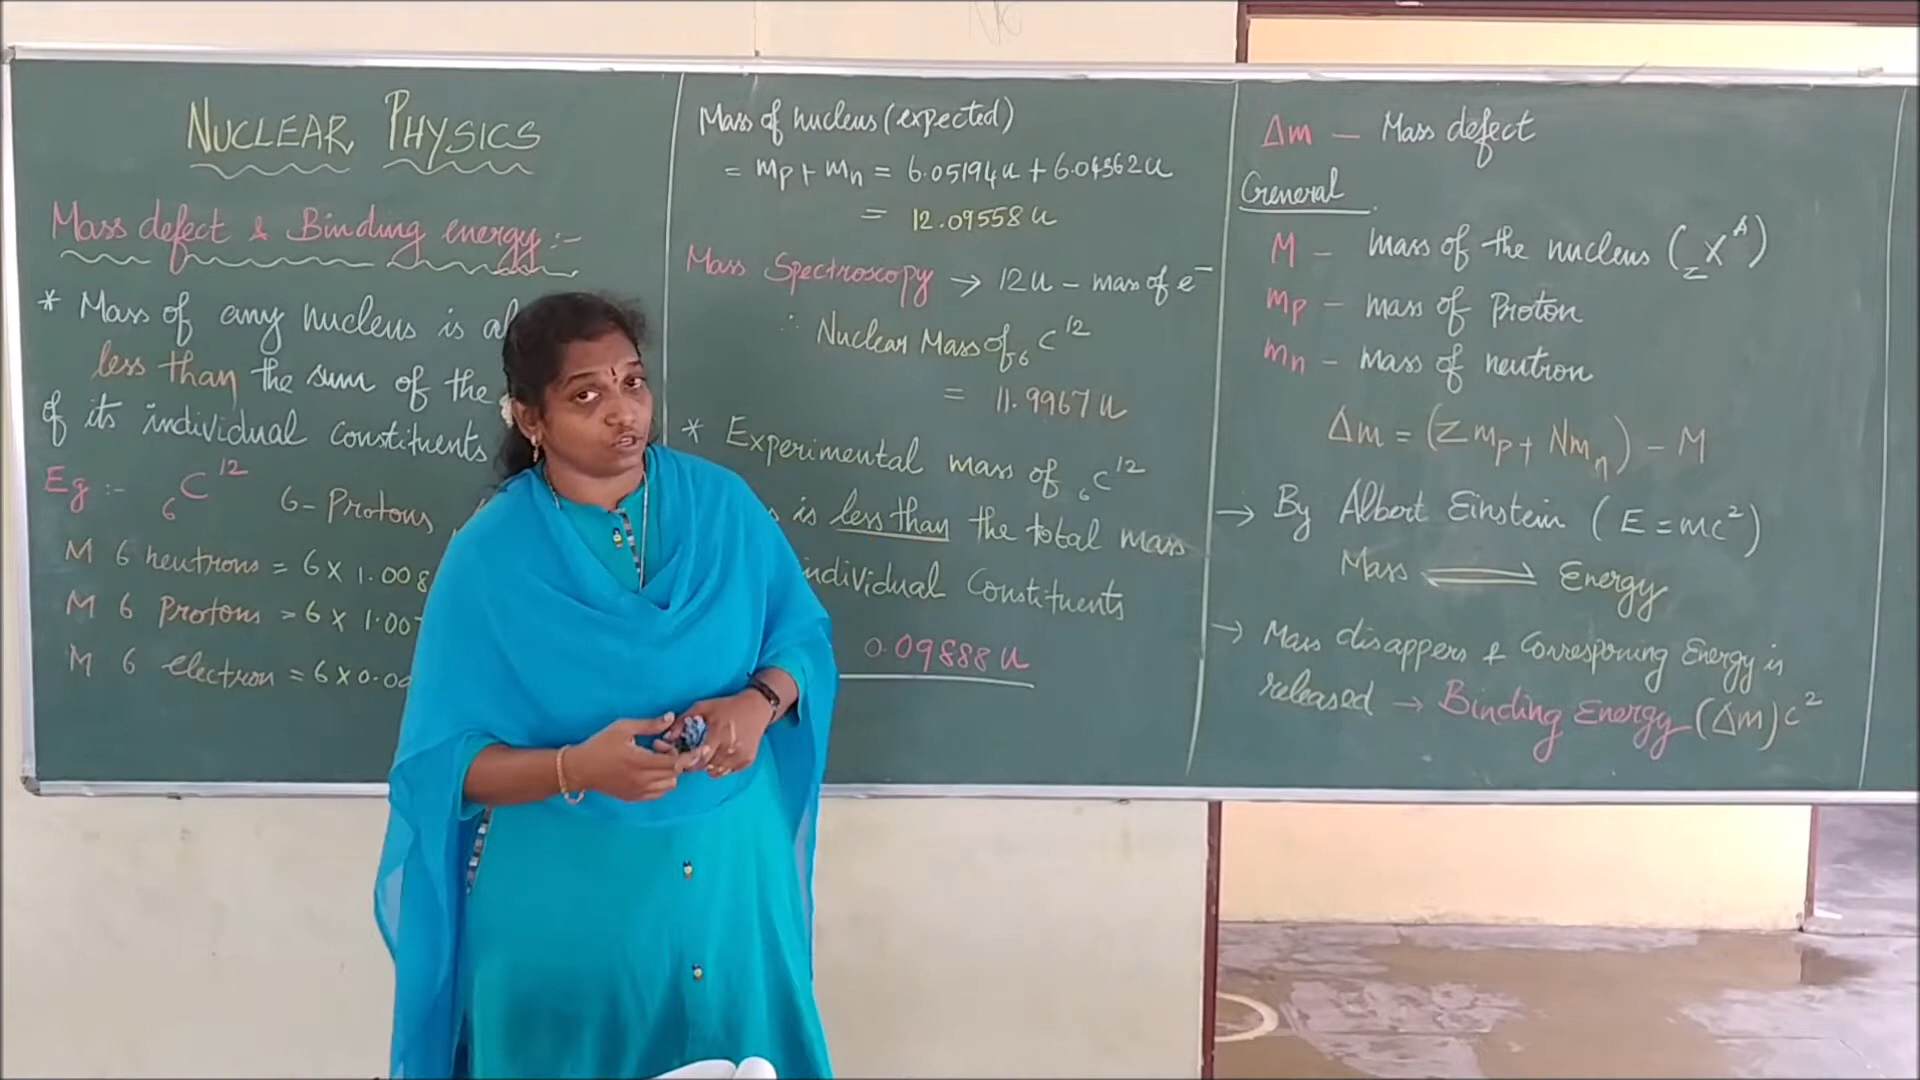 NUCLEAR PHYSICS
Mass defect & Binding energy :-
* Mass of any nucleus is
less than the sum of the
of its individual constituents
Eg :- ₆C¹²   6-Protons
M 6 neutrons = 6 x 1.008
M 6 Protons = 6 x 1.007
M 6 electron = 6 x 0.00
Mass of nucleus (expected)
= mp + mn = 6.05194u + 6.04362u
= 12.09558u
Mass Spectroscopy → 12u - mass of e⁻
∴ Nuclear Mass of ₆C¹²
= 11.9967u
* Experimental mass of ₆C¹²
is less than the total mass
individual Constituents
0.09888u
Δm - Mass defect
General
M - mass of the nucleus (zXᴬ)
mp - mass of Proton
mn - mass of neutron
Δm = (Zmp + Nmn) - M
→ By Albert Einstein (E = mc²)
Mass ⇌ Energy
→ Mass disappers & Corresponing Energy is
released → Binding Energy (Δm)c²